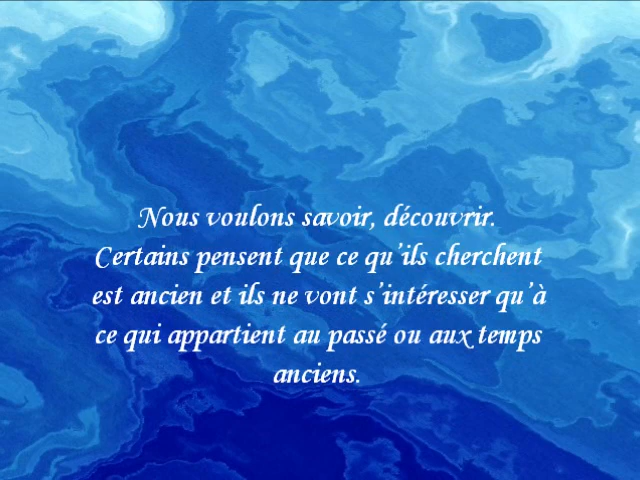 Nous voulons savoir, découvrir.
Certains pensent que ce qu’ils cherchent
est ancien et ils ne vont s’intéresser qu’à
ce qui appartient au passé ou aux temps
anciens.